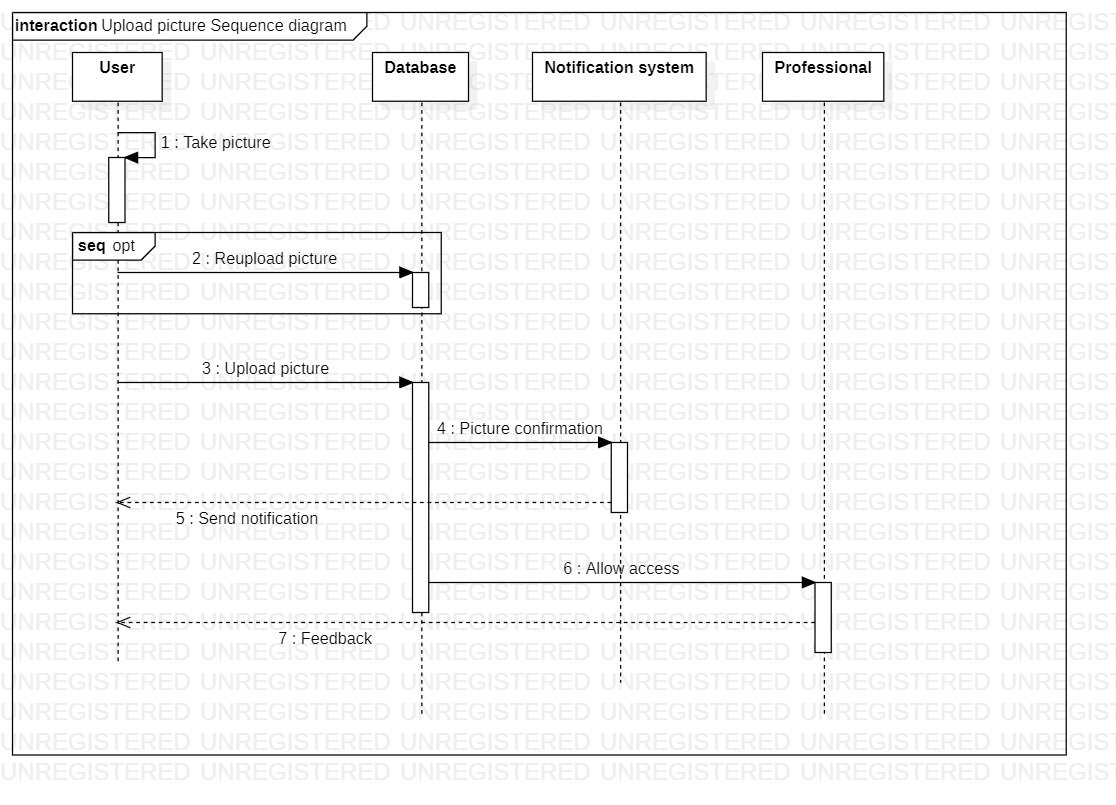 interaction Upload picture Sequence diagram
User
Database
Notification system
Professional
1 : Take picture
seq opt
2 : Reupload picture
3 : Upload picture
4 : Picture confirmation
5 : Send notification
6 : Allow access
7 : Feedback
UNREGISTERED